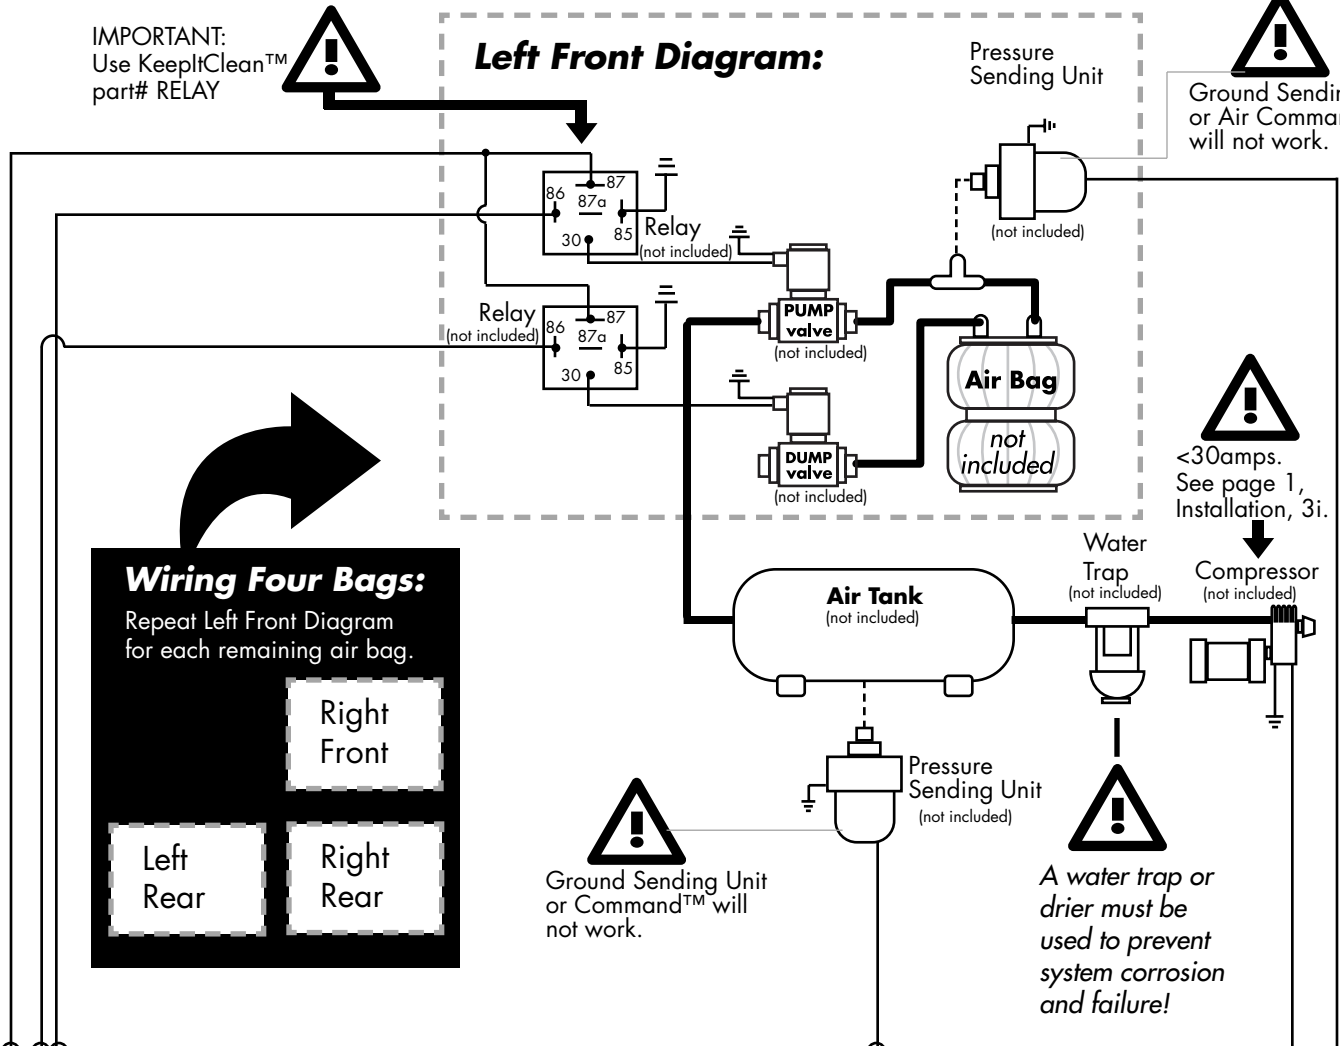 IMPORTANT:
Use KeepItClean™
part# RELAY
Left Front Diagram:
Pressure
Sending Unit
(not included)
or Air
will not work.
86
87
87a
30
85
Relay
(not included)
Relay
(not included)
86
87
87a
30
85
PUMP
valve
(not included)
DUMP
valve
(not included)
Air Bag
not
included
<30amps.
See page 1,
Installation, 3i.
Compressor
(not included)
Water
Trap
(not included)
Air Tank
(not included)
Wiring Four Bags:
Repeat Left Front Diagram
for each remaining air bag.
Right
Front
Left
Rear
Right
Rear
Pressure
Sending Unit
(not included)
Ground Sending Unit
or Command™ will
not work.
A water trap or
drier must be
used to prevent
system corrosion
and failure!